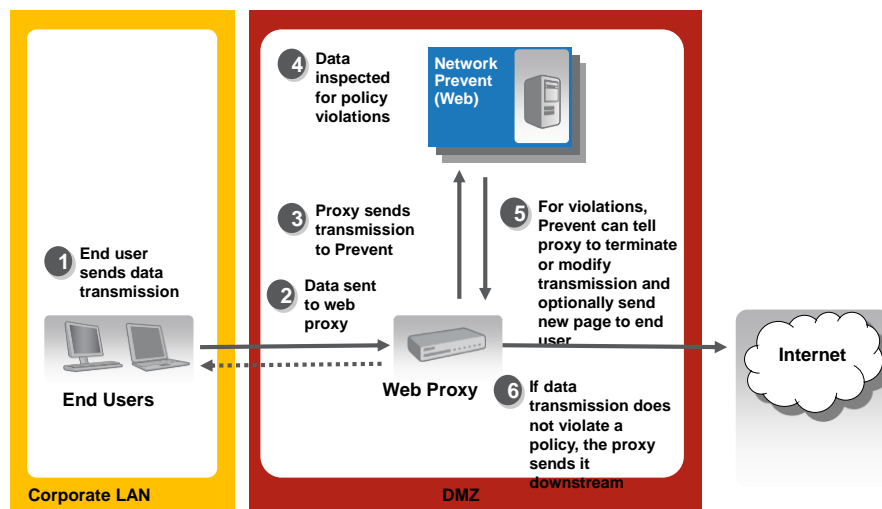 4
Data
inspected
for policy
violations
Network
Prevent
(Web)
3
Proxy sends
transmission
to Prevent
5
For violations,
Prevent can tell
proxy to terminate
or modify
transmission and
optionally send
new page to end
user
1
End user
sends data
transmission
2
Data sent
to web
proxy
End Users
Web Proxy
Internet
6
If data
transmission does
not violate a
policy, the proxy
sends it
downstream
Corporate LAN
DMZ